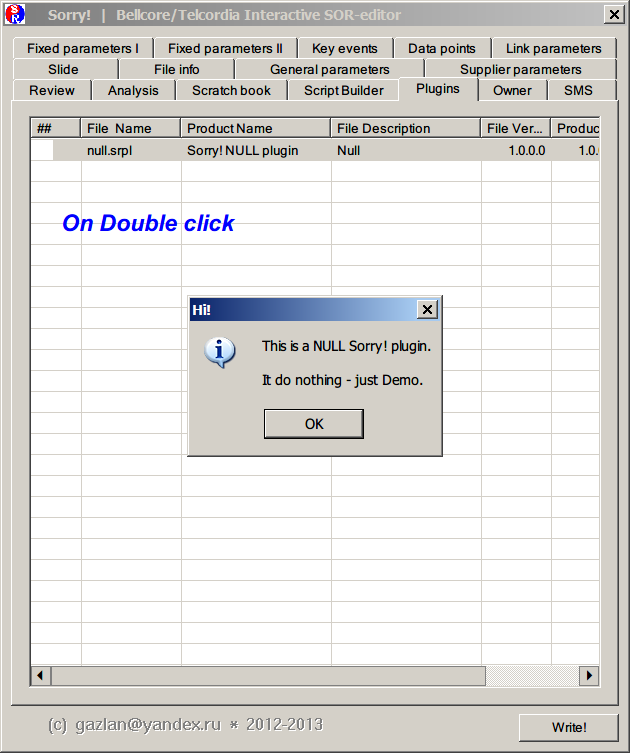 Sorry! | Bellcore/Telcordia Interactive SOR-editor
Fixed parameters I Fixed parameters II Key events Data points Link parameters
Slide File info General parameters Supplier parameters
Review Analysis Scratch book Script Builder Plugins Owner SMS
## File Name Product Name File Description File Ver... Produc
null.srpl Sorry! NULL plugin Null 1.0.0.0 1.0.
On Double click
Hi!
This is a NULL Sorry! plugin.
It do nothing - just Demo.
OK
(c) gazlan@yandex.ru * 2012-2013
Write!